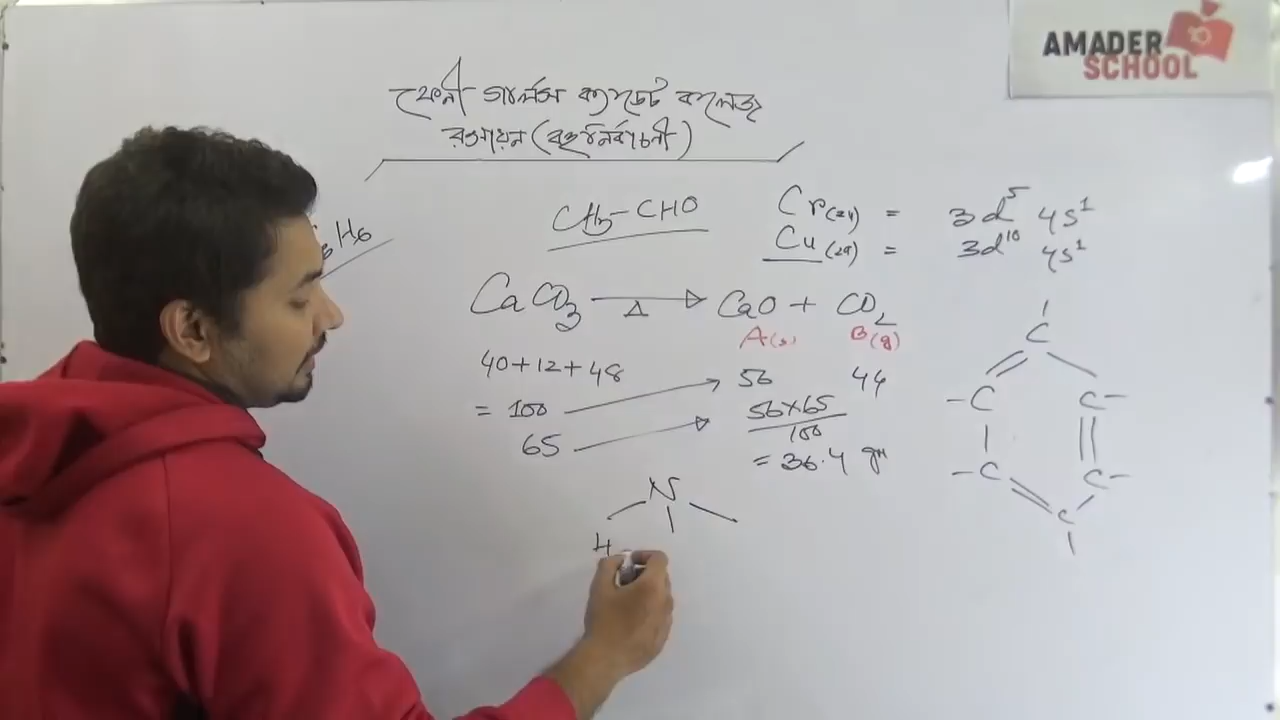 AMADER
SCHOOL
ফেনী গার্লস ক্যাডেট কলেজ
রসায়ন (বহুনির্বাচনী)
H6
CH3-CHO
Cr(24) = 3d5 4s1
Cu(29) = 3d10 4s1
CaCO3 Δ CaO + CO2
A(s) B(g)
40+12+48 56 44
= 100 56×65
65 100
= 36.4 gm
N
H
C
C C
C C
C